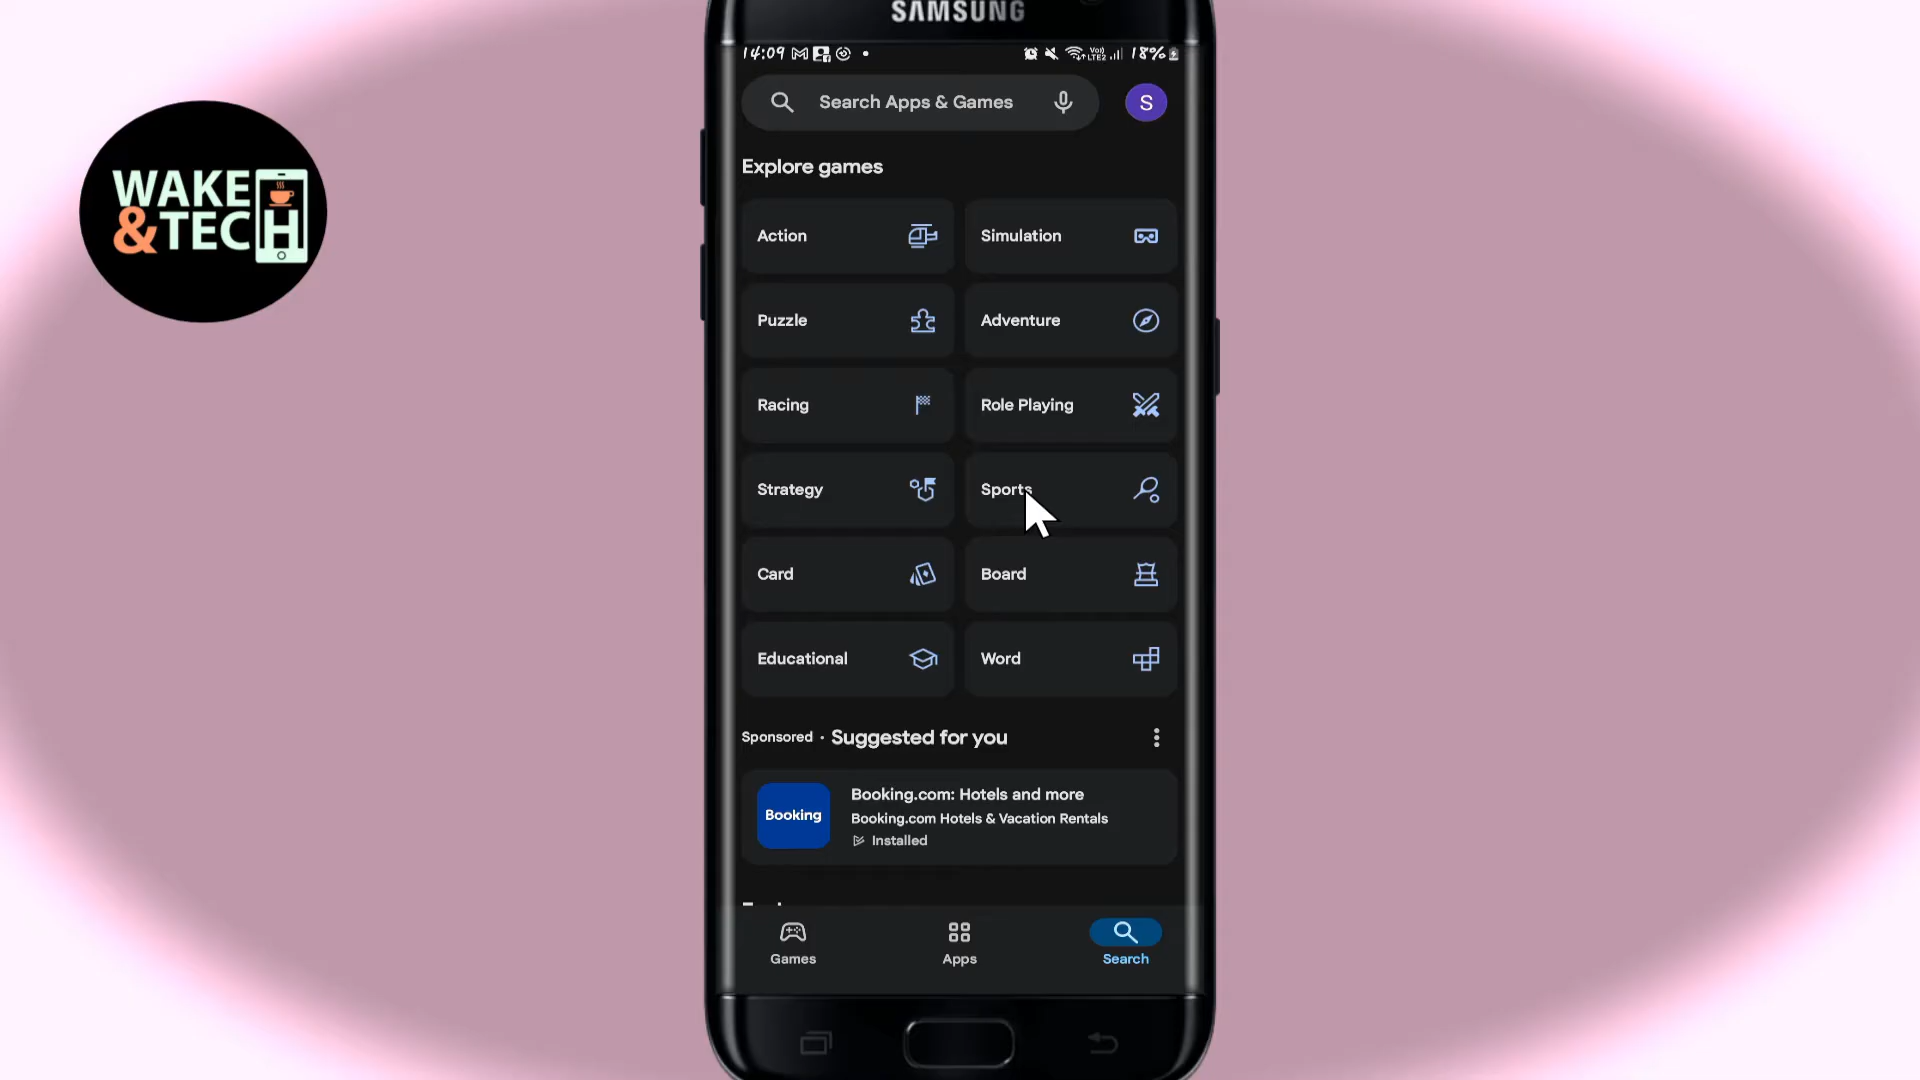 SAMSUNG
14:09
Vo))
LTE2
18%
WAKE
&TECH
Search Apps & Games
S
Explore games
Action
Simulation
Puzzle
Adventure
Racing
Role Playing
Strategy
Sports
Card
Board
Educational
Word
Sponsored · Suggested for you
Booking
Booking.com: Hotels and more
Booking.com Hotels & Vacation Rentals
Installed
Games
Apps
Search